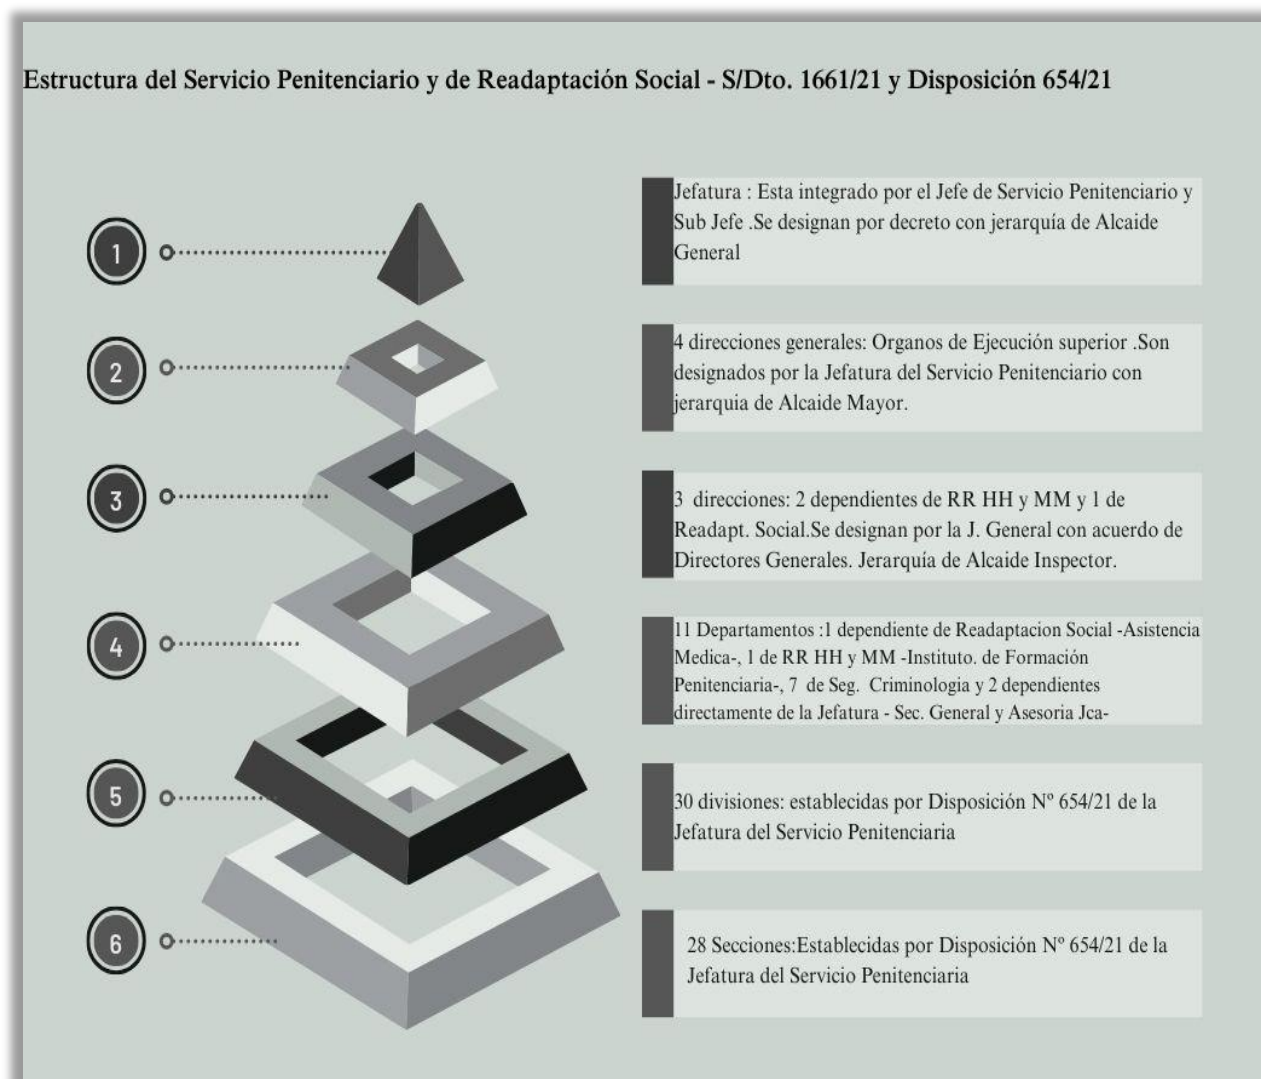 Estructura del Servicio Penitenciario y de Readaptación Social - S/Dto. 1661/21 y Disposición 654/21
1
Jefatura : Esta integrado por el Jefe de Servicio Penitenciario y
Sub Jefe .Se designan por decreto con jerarquía de Alcaide
General
2
4 direcciones generales: Organos de Ejecución superior .Son
designados por la Jefatura del Servicio Penitenciario con
jerarquia de Alcaide Mayor.
3
3 direcciones: 2 dependientes de RR HH y MM y 1 de
Readapt. Social.Se designan por la J. General con acuerdo de
Directores Generales. Jerarquía de Alcaide Inspector.
4
11 Departamentos :1 dependiente de Readaptacion Social -Asistencia
Medica-, 1 de RR HH y MM -Instituto. de Formación
Penitenciaria-, 7 de Seg. Criminologia y 2 dependientes
directamente de la Jefatura - Sec. General y Asesoria Jca-
5
30 divisiones: establecidas por Disposición Nº 654/21 de la
Jefatura del Servicio Penitenciaria
6
28 Secciones:Establecidas por Disposición Nº 654/21 de la
Jefatura del Servicio Penitenciaria